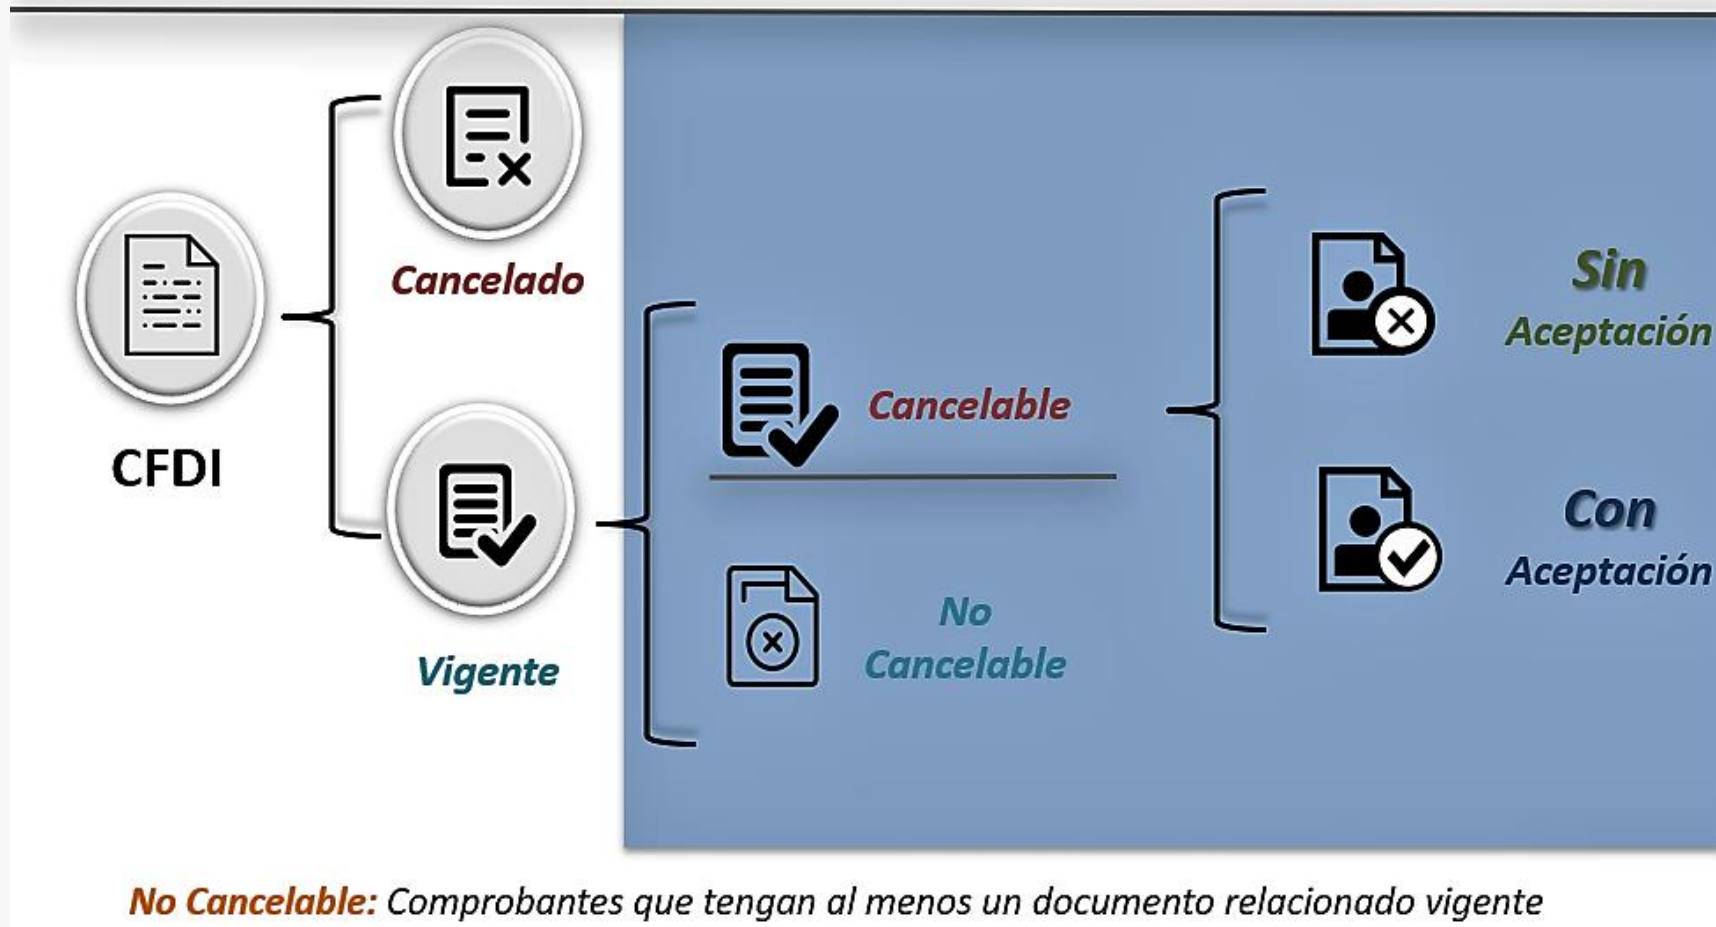 CFDI
Cancelado
Vigente
Cancelable
No
Cancelable
Sin
Aceptación
Con
Aceptación
No Cancelable: Comprobantes que tengan al menos un documento relacionado vigente